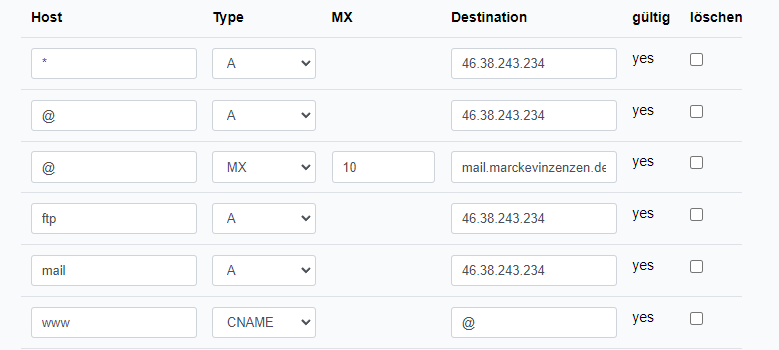 Host Type MX Destination gültig löschen
* A 46.38.243.234 yes
@ A 46.38.243.234 yes
@ MX 10 mail.marckevinzenzen.de yes
ftp A 46.38.243.234 yes
mail A 46.38.243.234 yes
www CNAME @ yes